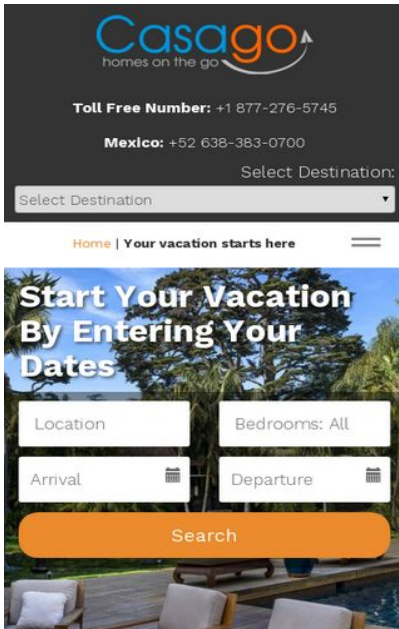 Casago
homes on the go
Toll Free Number: +1 877-276-5745
Mexico: +52 638-383-0700
Select Destination:
Select Destination
Home | Your vacation starts here
Start Your Vacation
By Entering Your
Dates
Location
Bedrooms: All
Arrival
Departure
Search